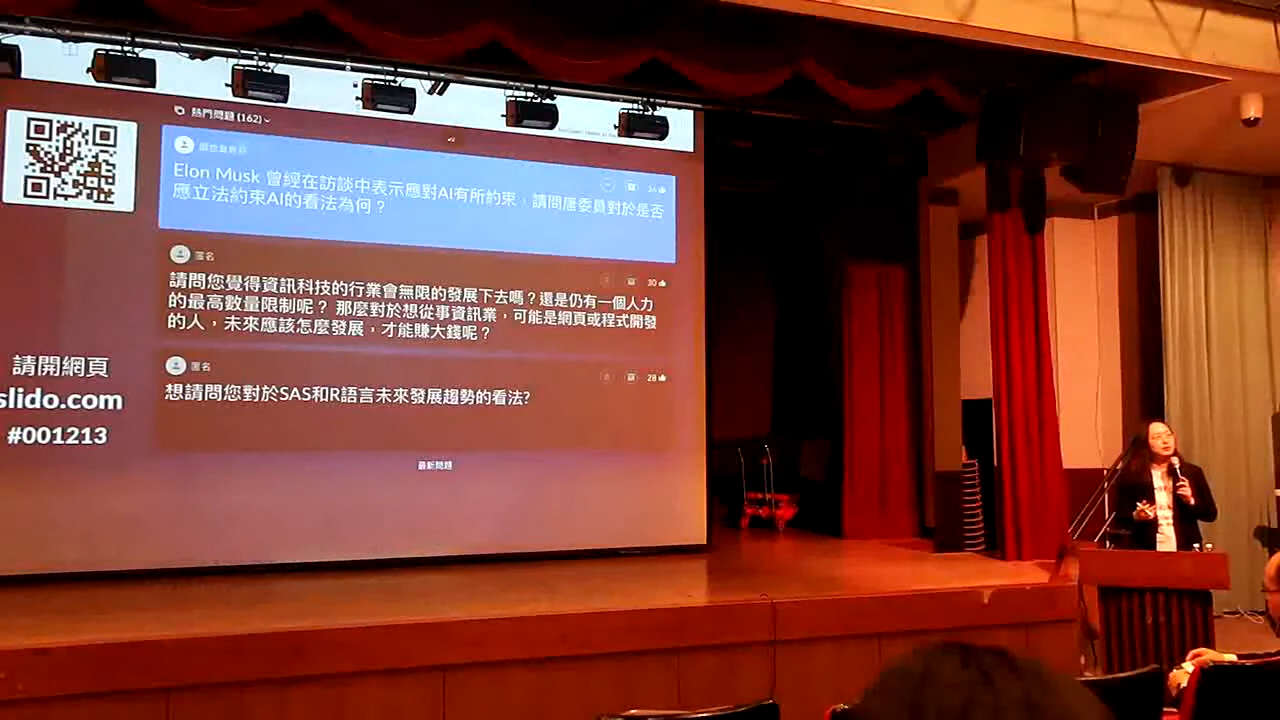 熱門問題 (162)
Elon Musk 曾經在訪談中表示應對AI有所約束，請問唐委員對於是否
應立法約束AI的看法為何？
34
匿名
請問您覺得資訊科技的行業會無限的發展下去嗎？還是仍有一個人力
的最高數量限制呢？ 那麼對於想從事資訊業，可能是網頁或程式開發
的人，未來應該怎麼發展，才能賺大錢呢？
30
匿名
想請問您對於SAS和R語言未來發展趨勢的看法?
28
最新問題
請開網頁
slido.com
#001213